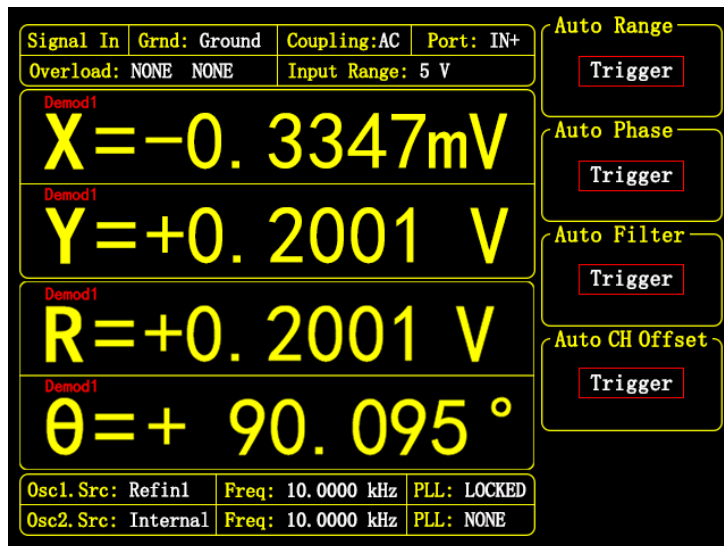 Signal In Grnd: Ground Coupling:AC Port: IN+
Overload: NONE NONE Input Range: 5 V
Demod1
X=-0.3347mV
Demod1
Y=+0.2001 V
Demod1
R=+0.2001 V
Demod1
θ=+ 90.095°
Osc1.Src: Refin1 Freq: 10.0000 kHz PLL: LOCKED
Osc2.Src: Internal Freq: 10.0000 kHz PLL: NONE
Auto Range
Trigger
Auto Phase
Trigger
Auto Filter
Trigger
Auto CH Offset
Trigger